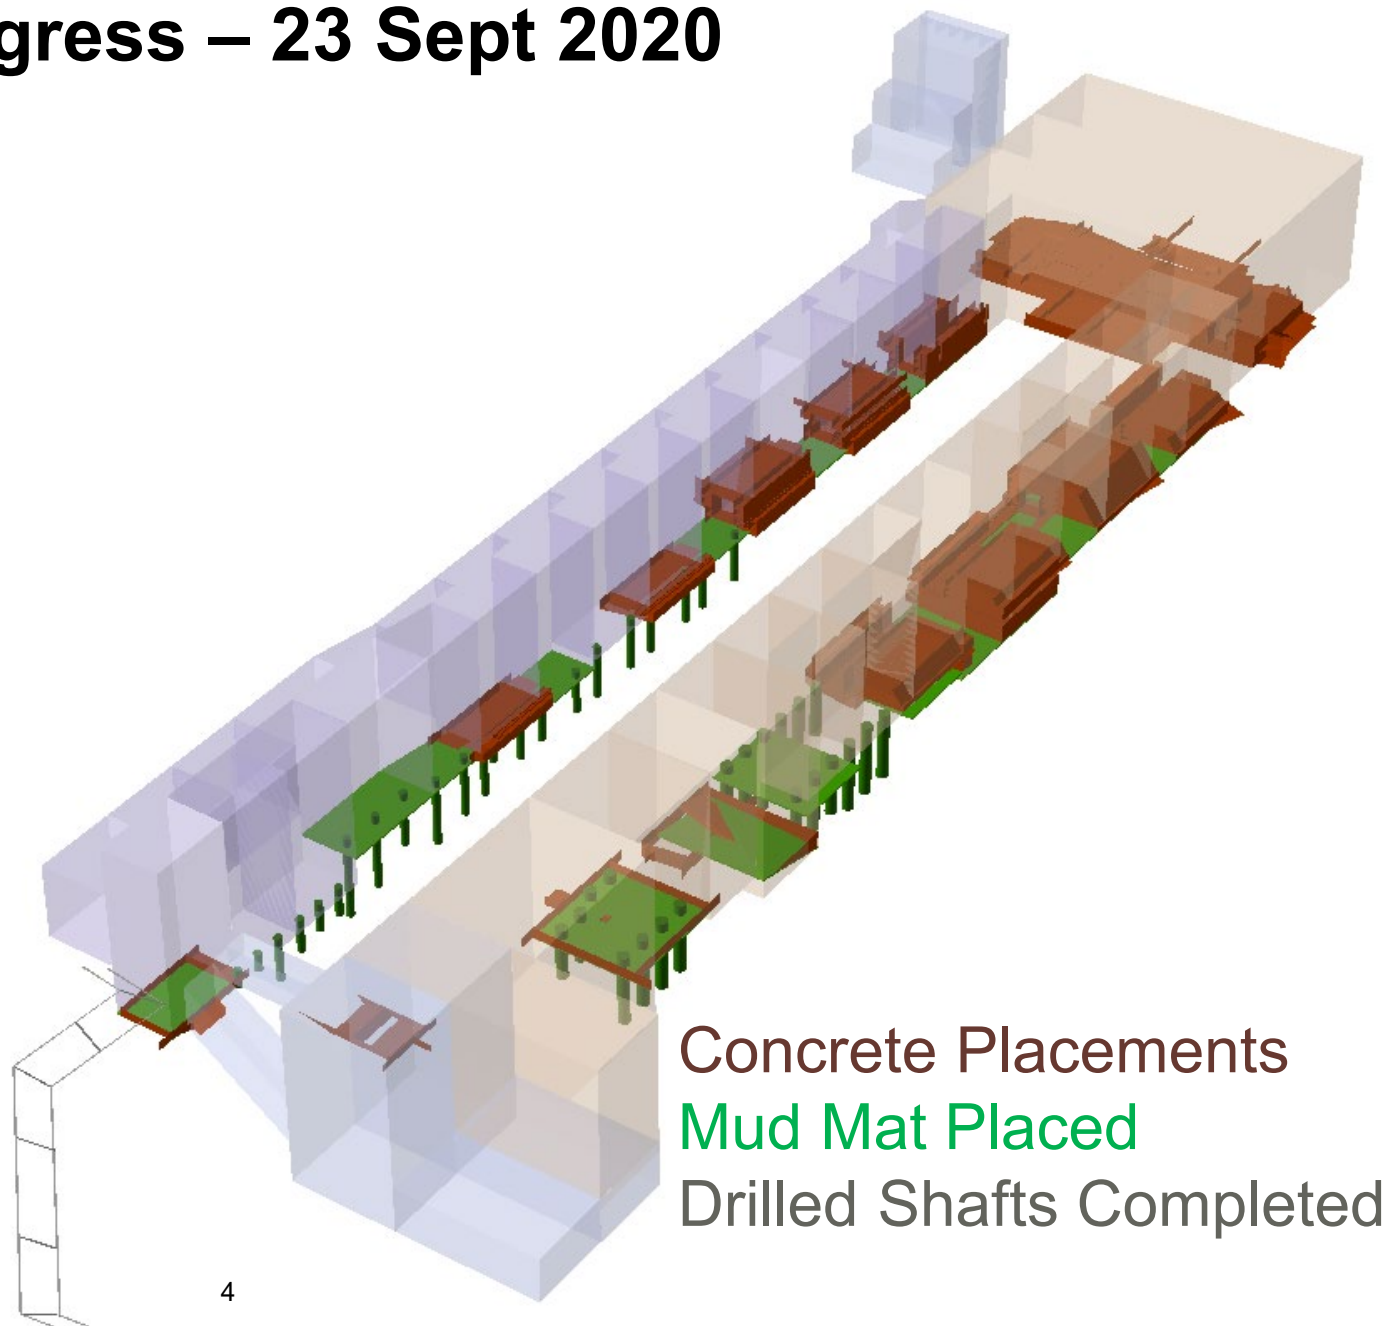 gress – 23 Sept 2020
Concrete Placements
Mud Mat Placed
Drilled Shafts Completed
4